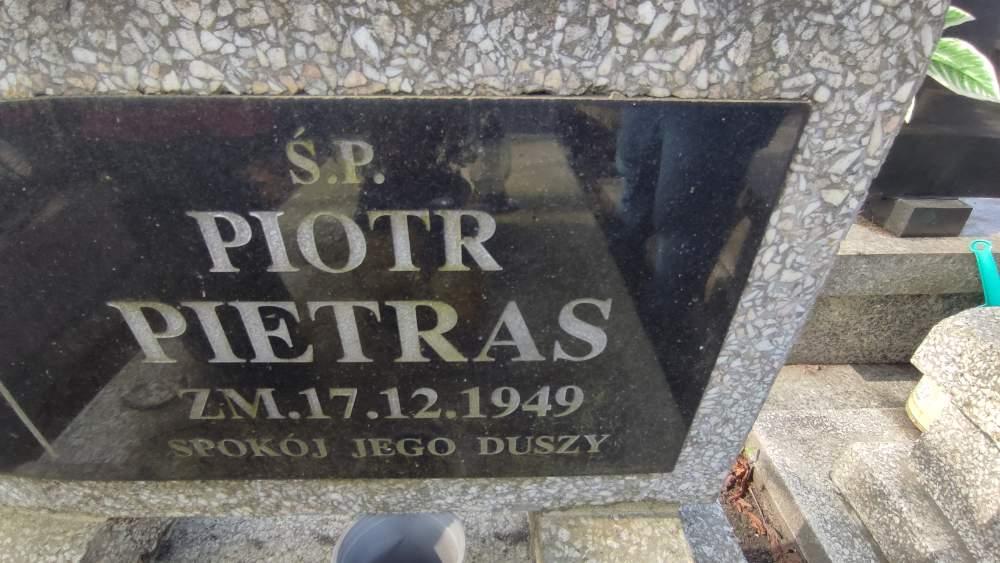 Ś.P.
PIOTR
PIETRAS
ZM.17.12.1949
SPOKÓJ JEGO DUSZY